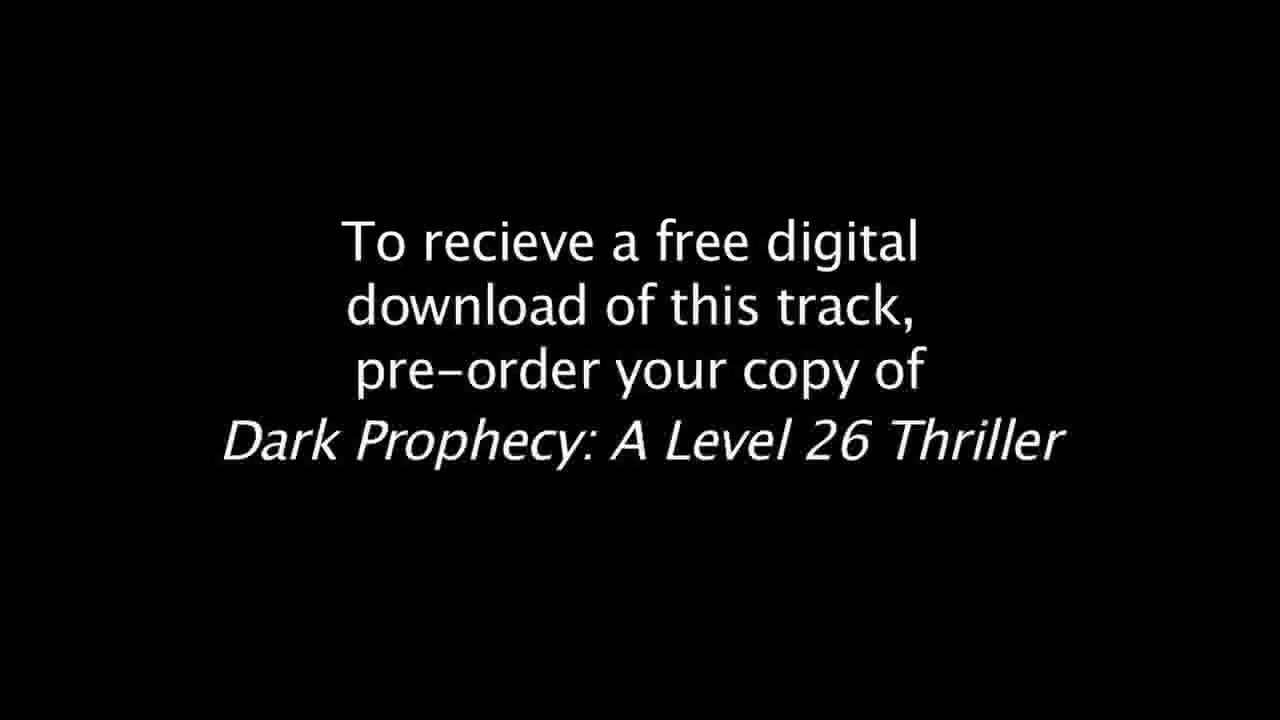 To recieve a free digital
download of this track,
pre-order your copy of
Dark Prophecy: A Level 26 Thriller